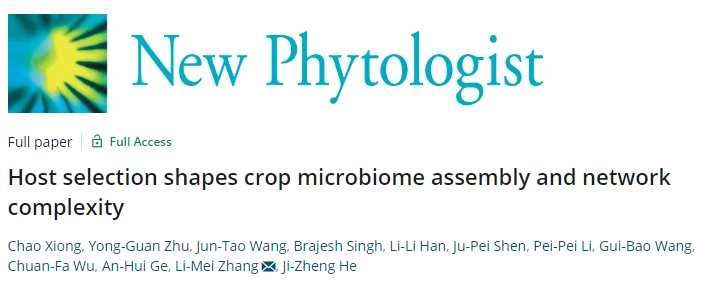 New Phytologist
Full paper Full Access
Host selection shapes crop microbiome assembly and network
complexity
Chao Xiong, Yong-Guan Zhu, Jun-Tao Wang, Brajesh Singh, Li-Li Han, Ju-Pei Shen, Pei-Pei Li, Gui-Bao Wang,
Chuan-Fa Wu, An-Hui Ge, Li-Mei Zhang, Ji-Zheng He